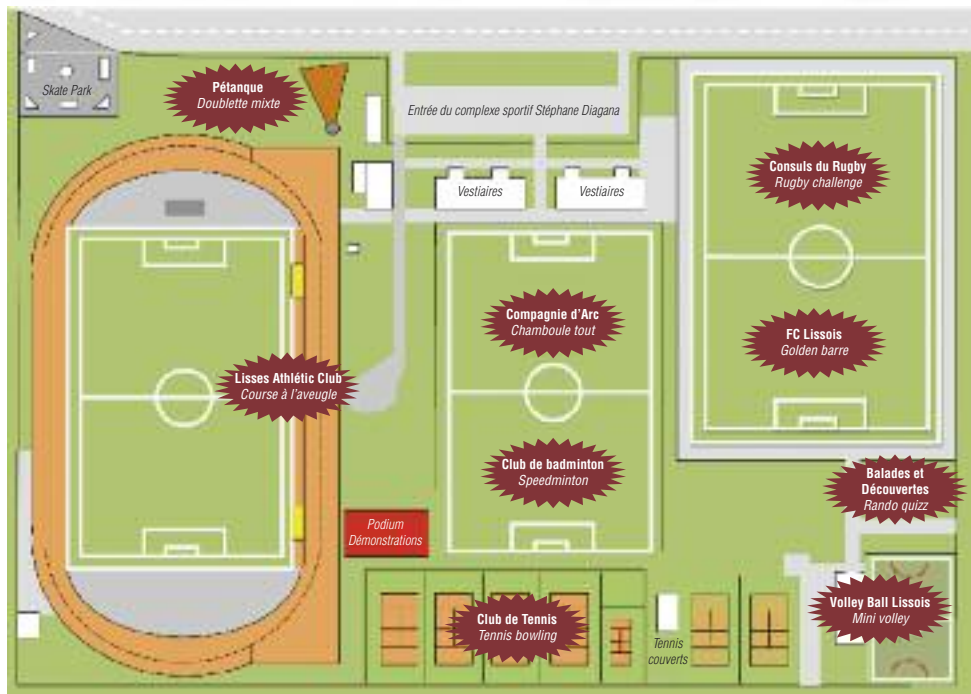 Skate Park
Pétanque
Doublette mixte
Entrée du complexe sportif Stéphane Diagana
Vestiaires
Vestiaires
Consuls du Rugby
Rugby challenge
Compagnie d'Arc
Chamboule tout
FC Lissois
Golden barre
Lisses Athlétic Club
Course à l'aveugle
Club de badminton
Speedminton
Balades et
Découvertes
Rando quizz
Podium
Démonstrations
Club de Tennis
Tennis bowling
Tennis
couverts
Volley Ball Lissois
Mini volley